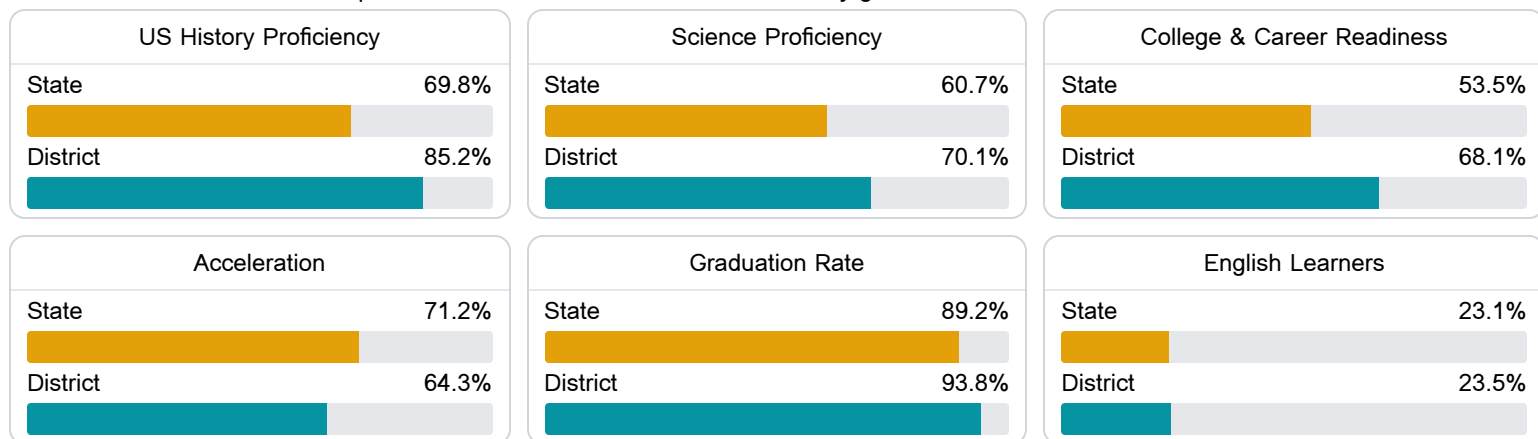 US History Proficiency
State 69.8%
District 85.2%
Science Proficiency
State 60.7%
District 70.1%
College & Career Readiness
State 53.5%
District 68.1%
Acceleration
State 71.2%
District 64.3%
Graduation Rate
State 89.2%
District 93.8%
English Learners
State 23.1%
District 23.5%